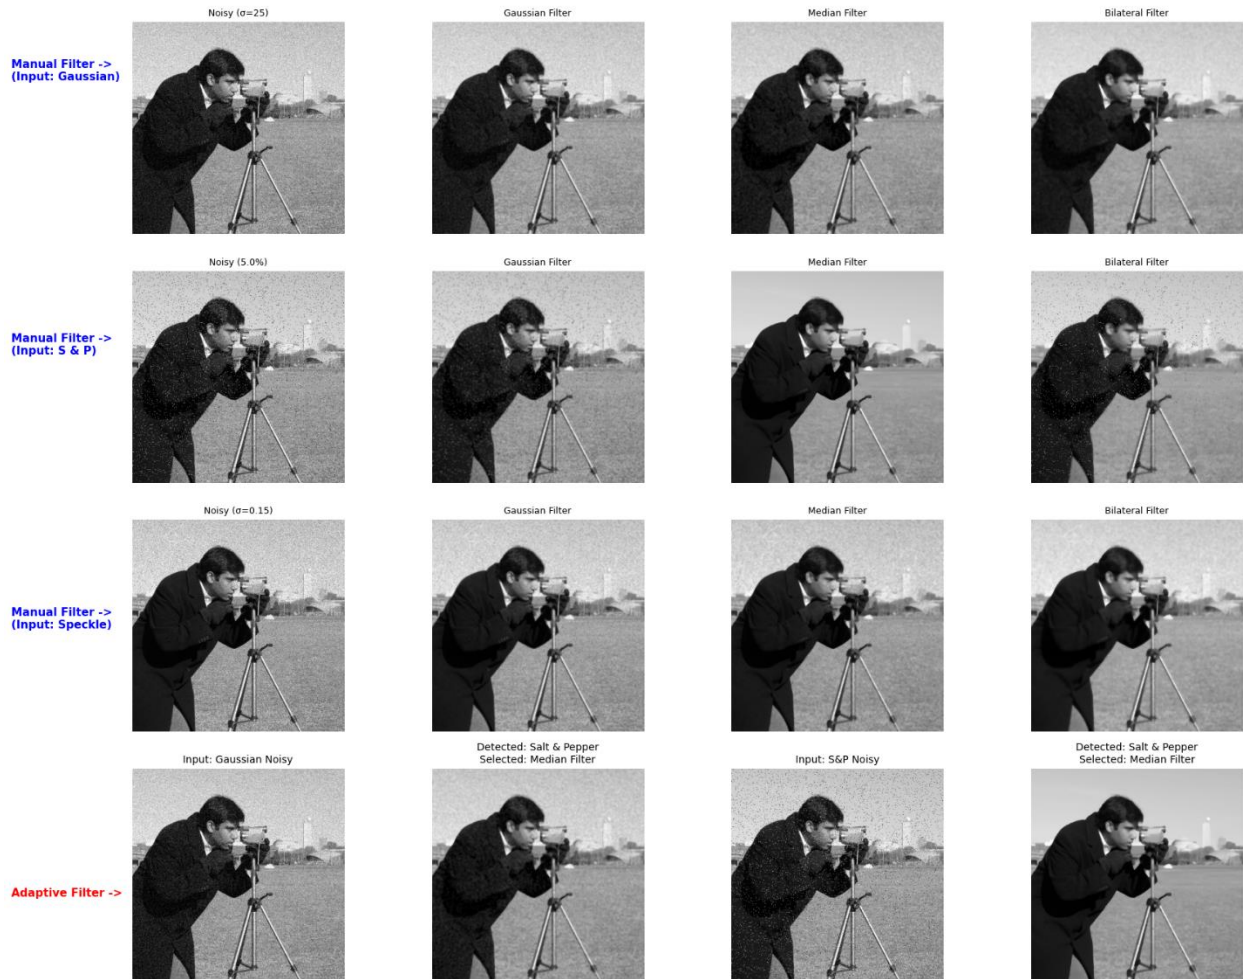 Noisy (σ=25)
Gaussian Filter
Median Filter
Bilateral Filter
Manual Filter ->
(Input: Gaussian)
Noisy (5.0%)
Gaussian Filter
Median Filter
Bilateral Filter
Manual Filter ->
(Input: S & P)
Noisy (σ=0.15)
Gaussian Filter
Median Filter
Bilateral Filter
Manual Filter ->
(Input: Speckle)
Input: Gaussian Noisy
Detected: Salt & Pepper
Selected: Median Filter
Input: S&P Noisy
Detected: Salt & Pepper
Selected: Median Filter
Adaptive Filter ->